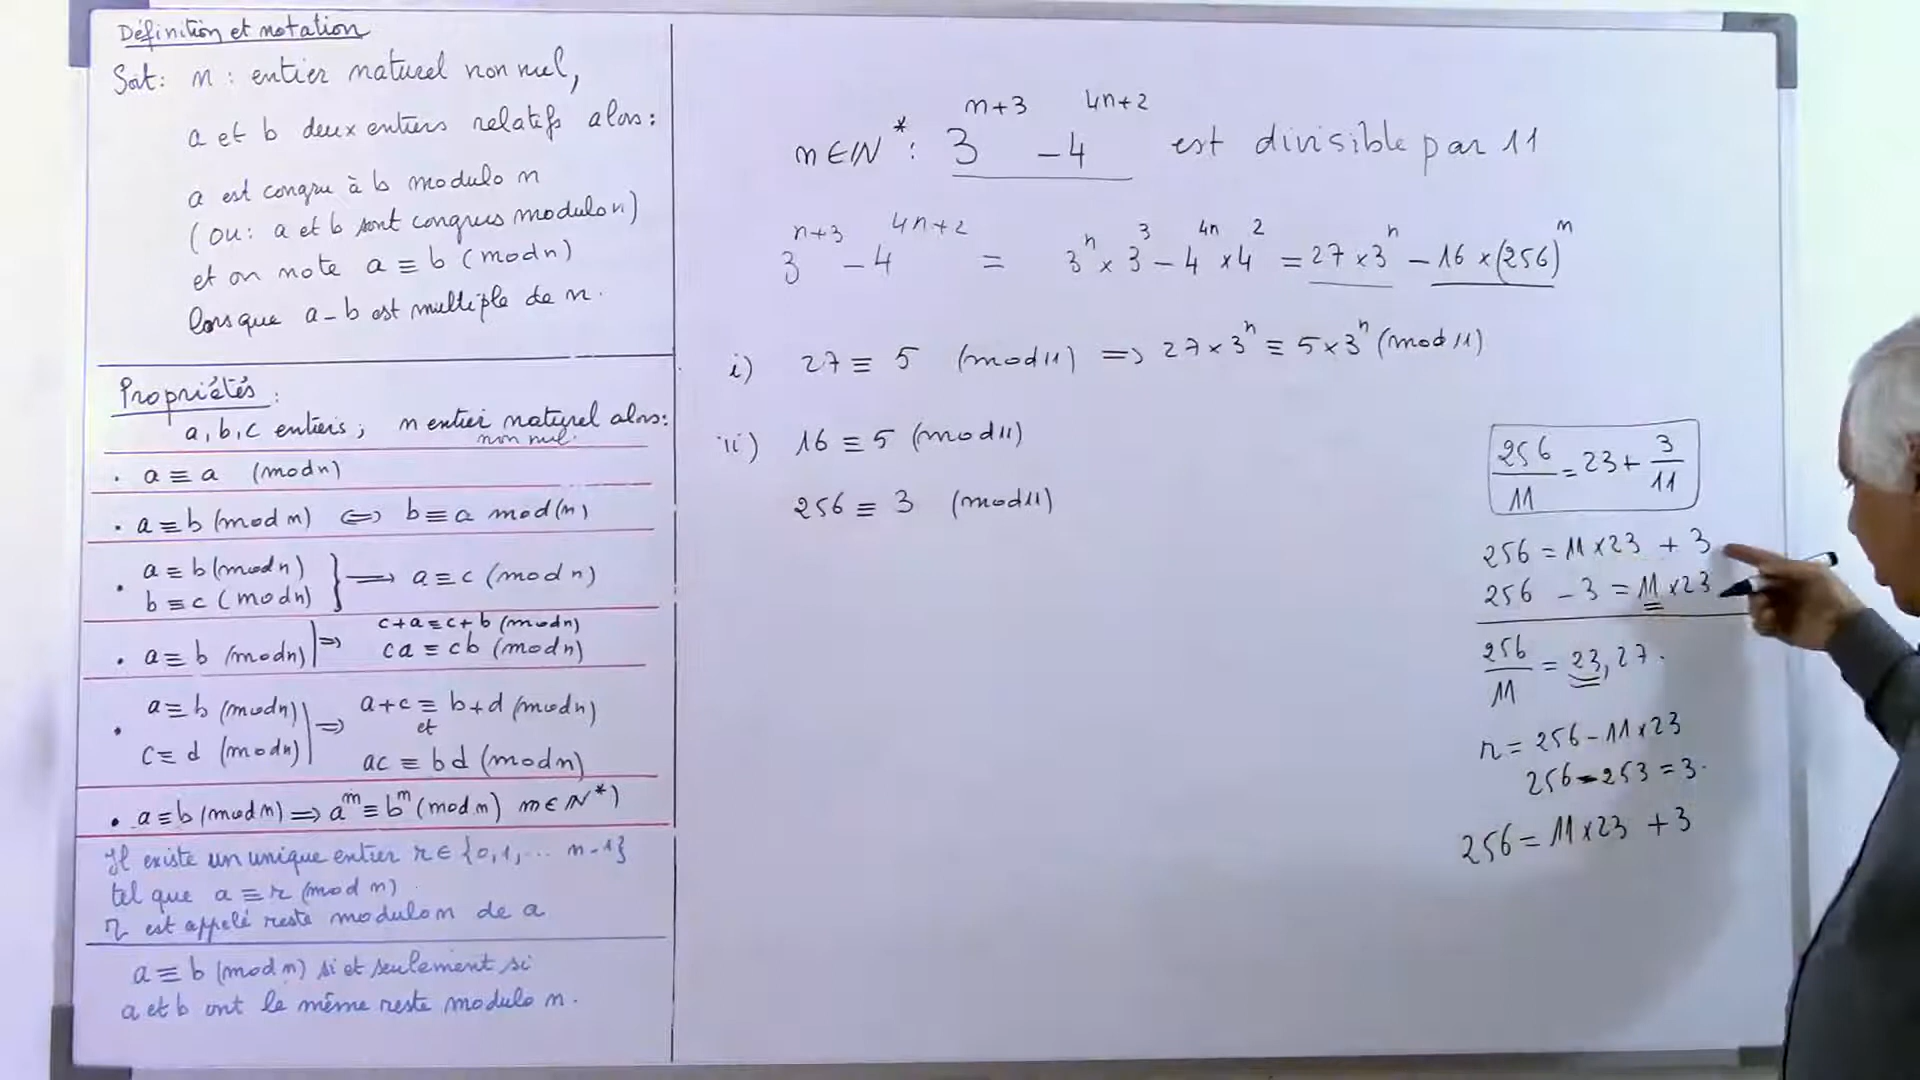 Définition et notation
Soit: n : entier naturel non nul,
a et b deux entiers relatifs alors:
a est congru à b modulo n
(ou: a et b sont congrus modulo n)
et on note a ≡ b (mod n)
lorsque a - b est multiple de n.
Propriétés:
a, b, c entiers ; n entier naturel alors:
non nul.
. a ≡ a (mod n)
. a ≡ b (mod n) ⟺ b ≡ a mod(n)
. a ≡ b (mod n)
b ≡ c (mod n) } ⟹ a ≡ c (mod n)
. a ≡ b (mod n) | ⟹ c+a ≡ c+b (mod n)
ca ≡ cb (mod n)
. a ≡ b (mod n)
c ≡ d (mod n) | ⟹ a+c ≡ b+d (mod n)
et
ac ≡ bd (mod n)
. a ≡ b (mod n) ⟹ a^m ≡ b^m (mod n) m ∈ ℕ*)
Il existe un unique entier r ∈ {0, 1, ... n-1}
tel que a ≡ r (mod n)
r est appelé reste modulo n de a
a ≡ b (mod n) si et seulement si
a et b ont le même reste modulo n.
n ∈ ℕ* : 3^{n+3} - 4^{4n+2} est divisible par 11
3^{n+3} - 4^{4n+2} = 3^n × 3^3 - 4^{4n} × 4^2 = 27 × 3^n - 16 × (256)^n
i) 27 ≡ 5 (mod 11) ⟹ 27 × 3^n ≡ 5 × 3^n (mod 11)
ii) 16 ≡ 5 (mod 11)
256 ≡ 3 (mod 11)
256/11 = 23 + 3/11
256 = 11 × 23 + 3
256 - 3 = 11 × 23
256/11 = 23,27.
r = 256 - 11 × 23
256 - 253 = 3.
256 = 11 × 23 + 3